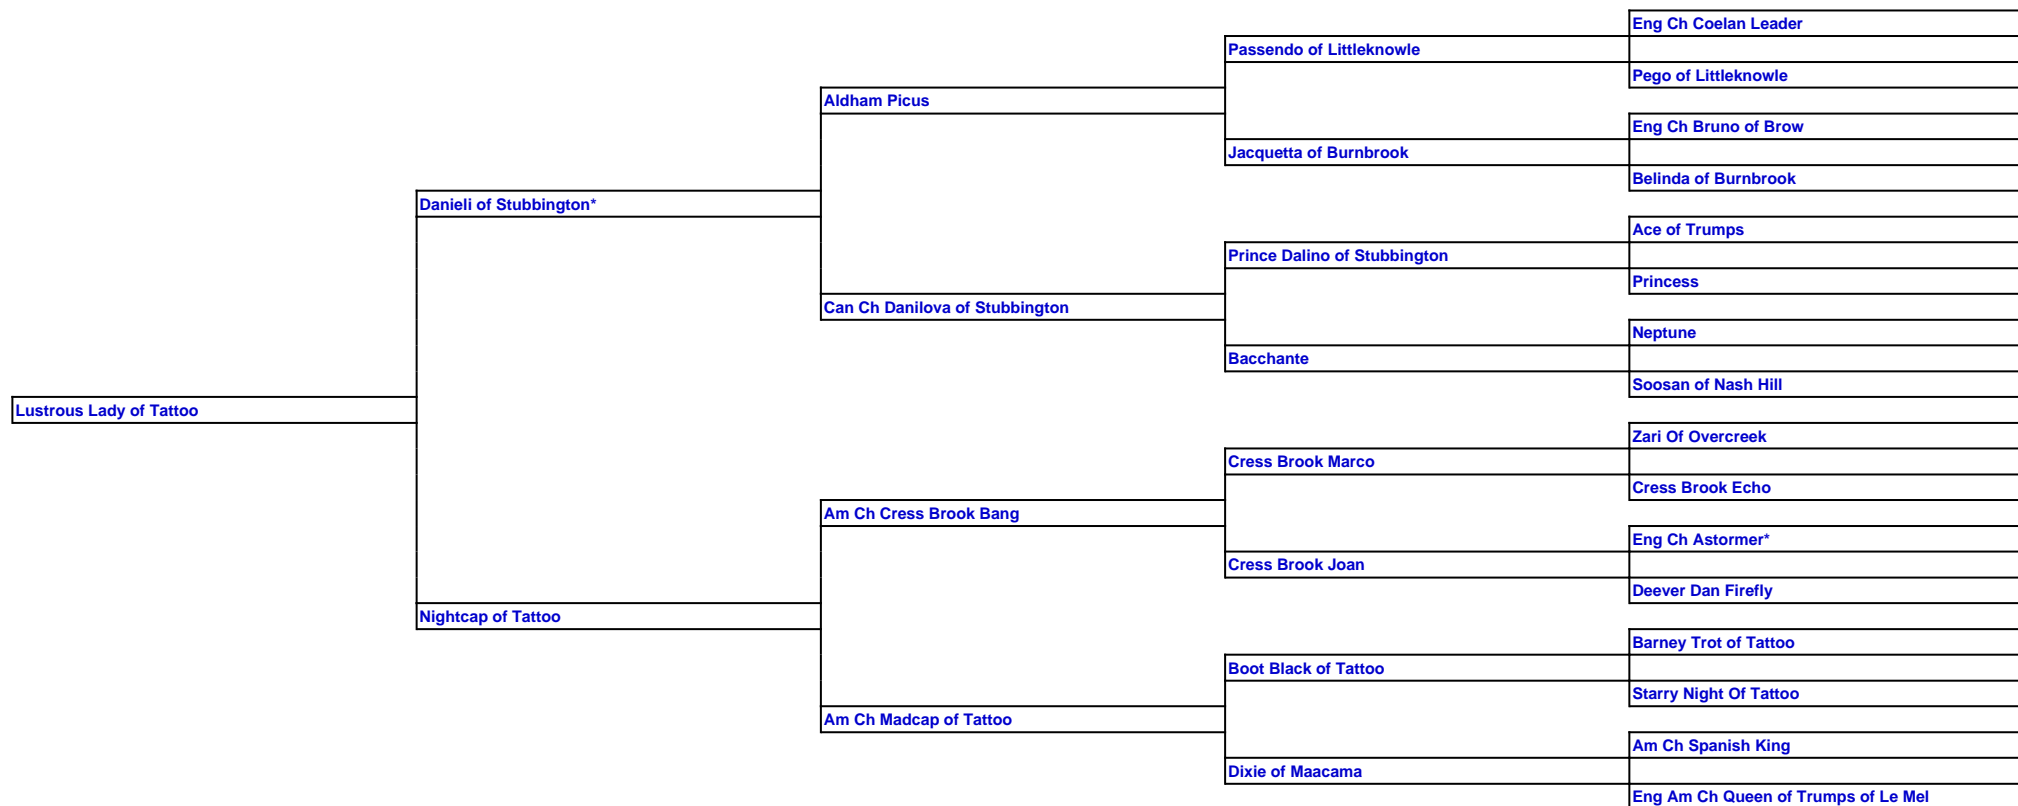 Eng Ch Coelan Leader
Passendo of Littleknowle
Pego of Littleknowle
Aldham Picus
Eng Ch Bruno of Brow
Jacquetta of Burnbrook
Belinda of Burnbrook
Danieli of Stubbington*
Ace of Trumps
Prince Dalino of Stubbington
Princess
Can Ch Danilova of Stubbington
Neptune
Bacchante
Soosan of Nash Hill
Lustrous Lady of Tattoo
Zari Of Overcreek
Cress Brook Marco
Cress Brook Echo
Am Ch Cress Brook Bang
Eng Ch Astormer*
Cress Brook Joan
Deever Dan Firefly
Nightcap of Tattoo
Barney Trot of Tattoo
Boot Black of Tattoo
Starry Night Of Tattoo
Am Ch Madcap of Tattoo
Am Ch Spanish King
Dixie of Maacama
Eng Am Ch Queen of Trumps of Le Mel